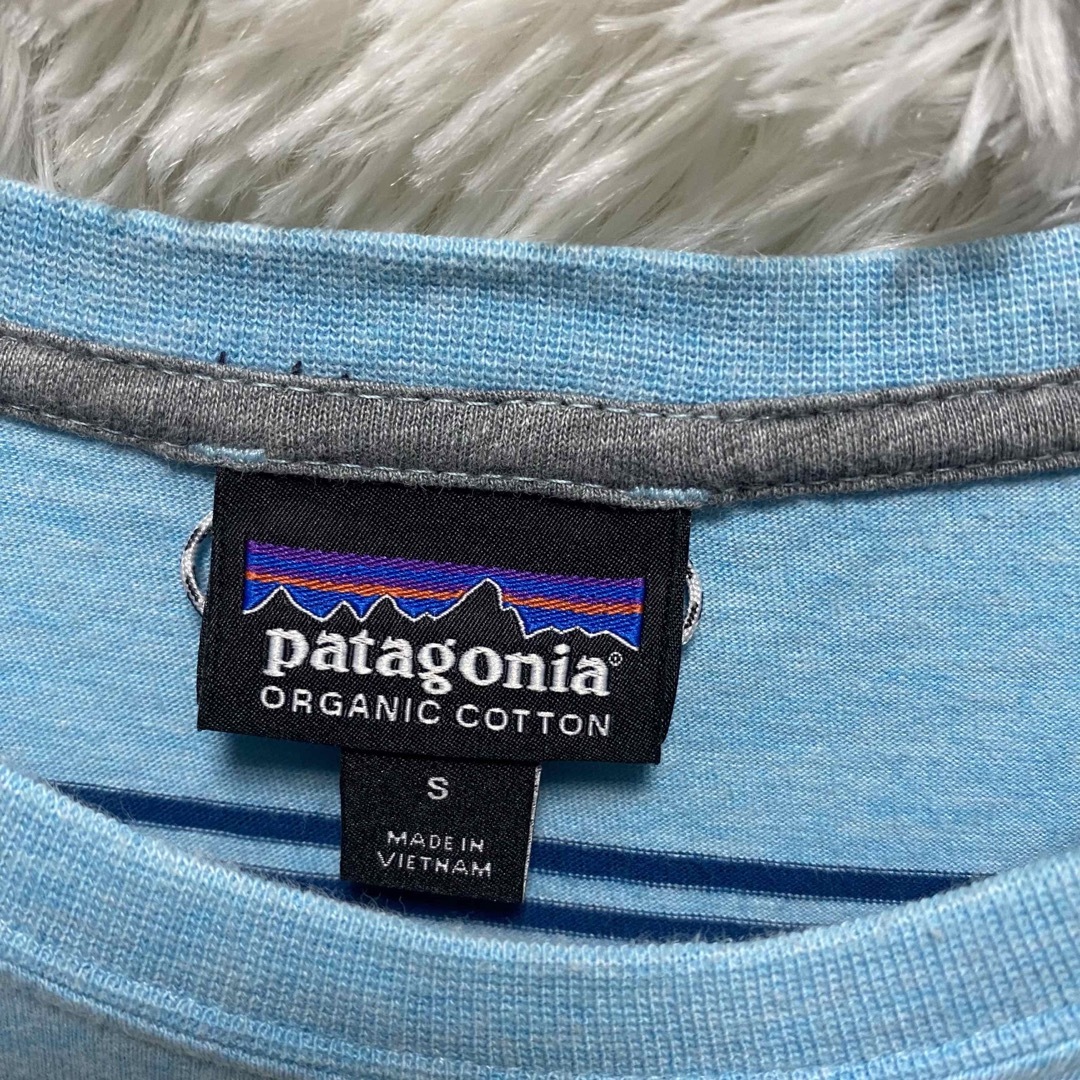 patagonia®
ORGANIC COTTON
S
MADE IN
VIETNAM